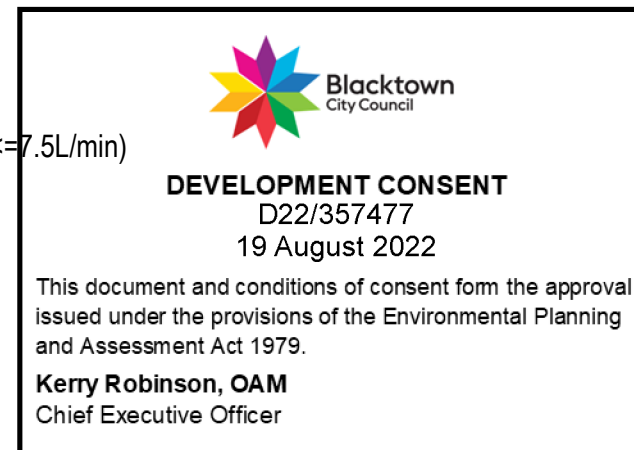 Blacktown
City Council
<=7.5L/min)
DEVELOPMENT CONSENT
D22/357477
19 August 2022
This document and conditions of consent form the approval
issued under the provisions of the Environmental Planning
and Assessment Act 1979.
Kerry Robinson, OAM
Chief Executive Officer